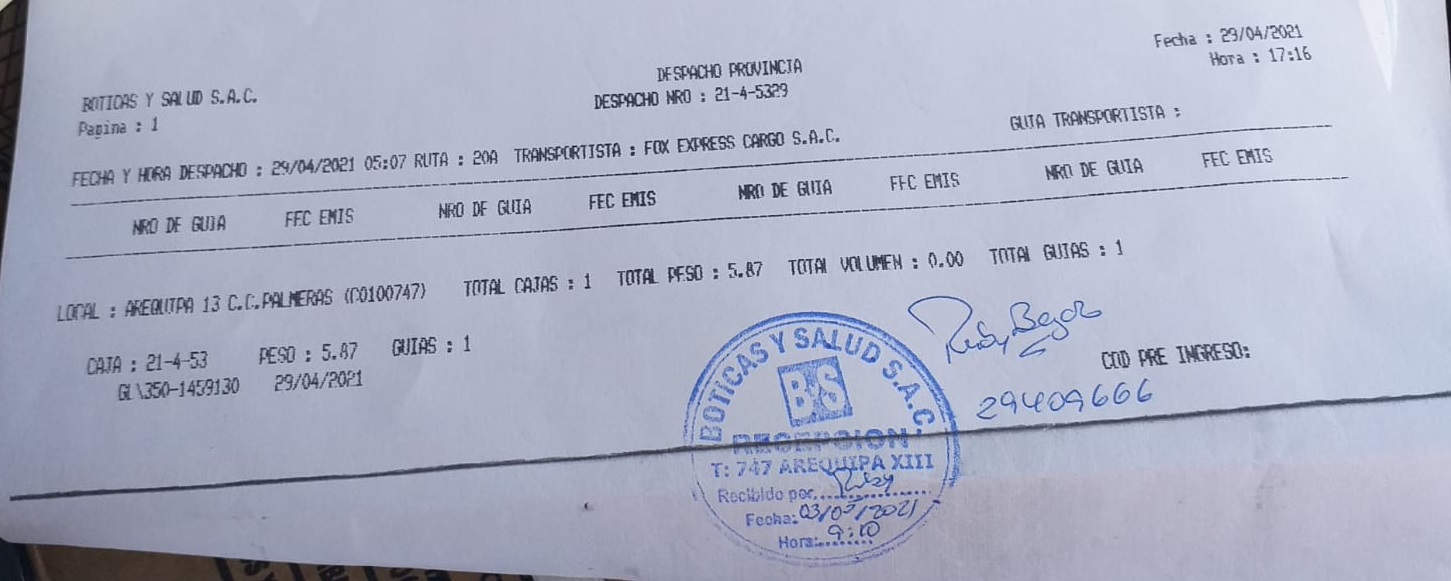 Fecha : 29/04/2021
Hora : 17:16
DESPACHO PROVINCIA
DESPACHO NRO : 21-4-5329
BOTICAS Y SALUD S.A.C.
Pagina : 1
GUIA TRANSPORTISTA :
FECHA Y HORA DESPACHO : 29/04/2021 05:07 RUTA : 20A TRANSPORTISTA : FOX EXPRESS CARGO S.A.C.
NRO DE GUIA FEC EMIS NRO DE GUIA FEC EMIS NRO DE GUIA FEC EMIS NRO DE GUIA FEC EMIS
LOCAL : AREQUIPA 13 C.C.PALMERAS (C0100747) TOTAL CAJAS : 1 TOTAL PESO : 5.87 TOTAL VOLUMEN : 0.00 TOTAL GUIAS : 1
CAJA : 21-4-53 PESO : 5.87 GUIAS : 1
GL\350-1459130 29/04/2021
COD PRE INGRESO:
29409666
BOTICAS Y SALUD S.A.C.
B&S
RECEPCION
T: 747 AREQUIPA XIII
Recibido por
Fecha: 03/05/2021
Hora: 9:10